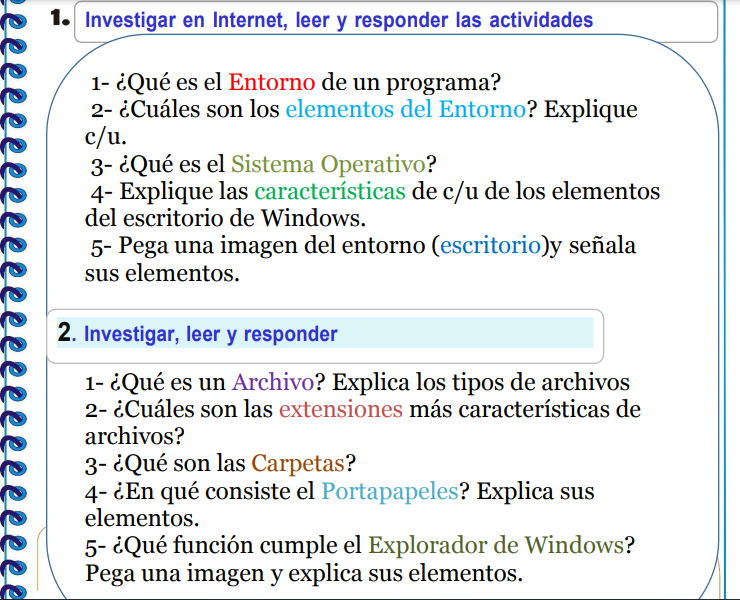 1. Investigar en Internet, leer y responder las actividades
1- ¿Qué es el Entorno de un programa?
2- ¿Cuáles son los elementos del Entorno? Explique
c/u.
3- ¿Qué es el Sistema Operativo?
4- Explique las características de c/u de los elementos
del escritorio de Windows.
5- Pega una imagen del entorno (escritorio)y señala
sus elementos.
2. Investigar, leer y responder
1- ¿Qué es un Archivo? Explica los tipos de archivos
2- ¿Cuáles son las extensiones más características de
archivos?
3- ¿Qué son las Carpetas?
4- ¿En qué consiste el Portapapeles? Explica sus
elementos.
5- ¿Qué función cumple el Explorador de Windows?
Pega una imagen y explica sus elementos.